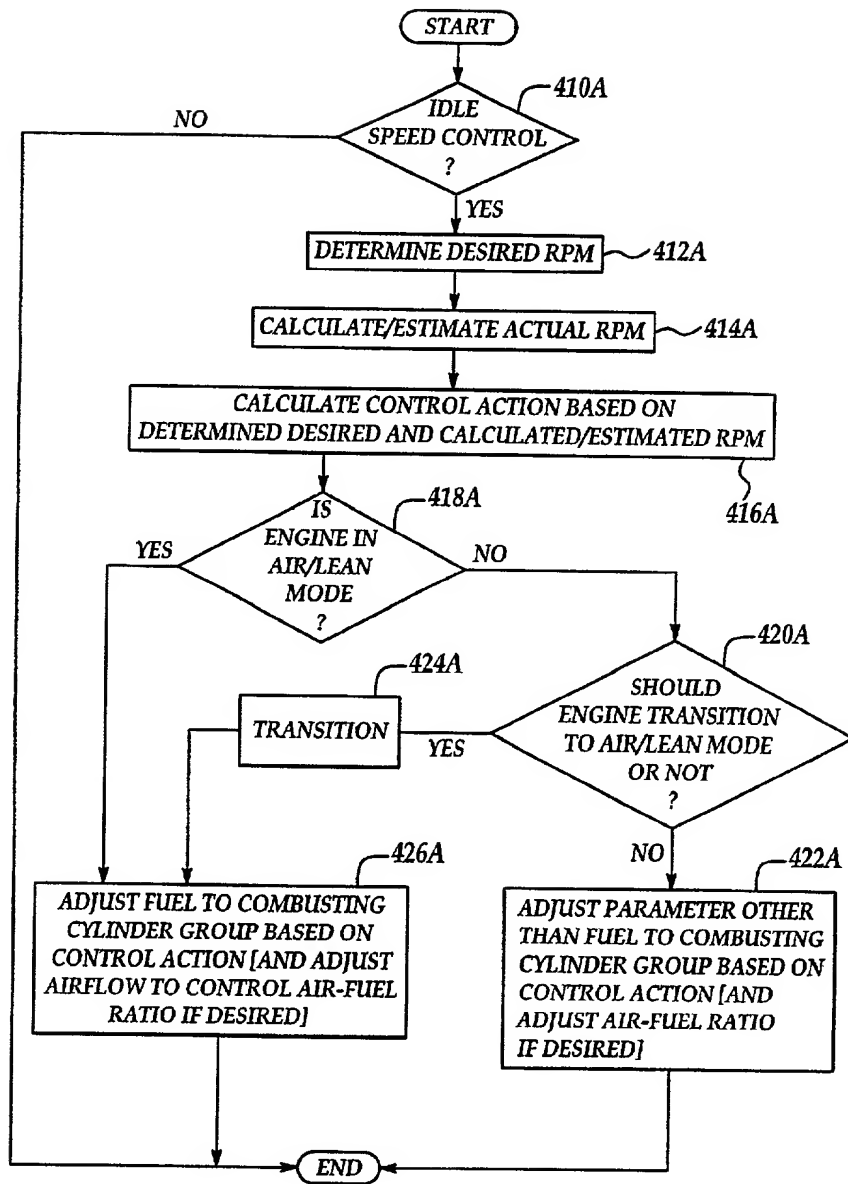 START
410A
IDLE
SPEED CONTROL
?
NO
YES
DETERMINE DESIRED RPM
412A
CALCULATE/ESTIMATE ACTUAL RPM
414A
CALCULATE CONTROL ACTION BASED ON
DETERMINED DESIRED AND CALCULATED/ESTIMATED RPM
416A
418A
IS
ENGINE IN
AIR/LEAN
MODE
?
YES
NO
420A
SHOULD
ENGINE TRANSITION
TO AIR/LEAN MODE
OR NOT
?
424A
TRANSITION
YES
NO
426A
ADJUST FUEL TO COMBUSTING
CYLINDER GROUP BASED ON
CONTROL ACTION [AND ADJUST
AIRFLOW TO CONTROL AIR-FUEL
RATIO IF DESIRED]
422A
ADJUST PARAMETER OTHER
THAN FUEL TO COMBUSTING
CYLINDER GROUP BASED ON
CONTROL ACTION [AND
ADJUST AIR-FUEL RATIO
IF DESIRED]
END